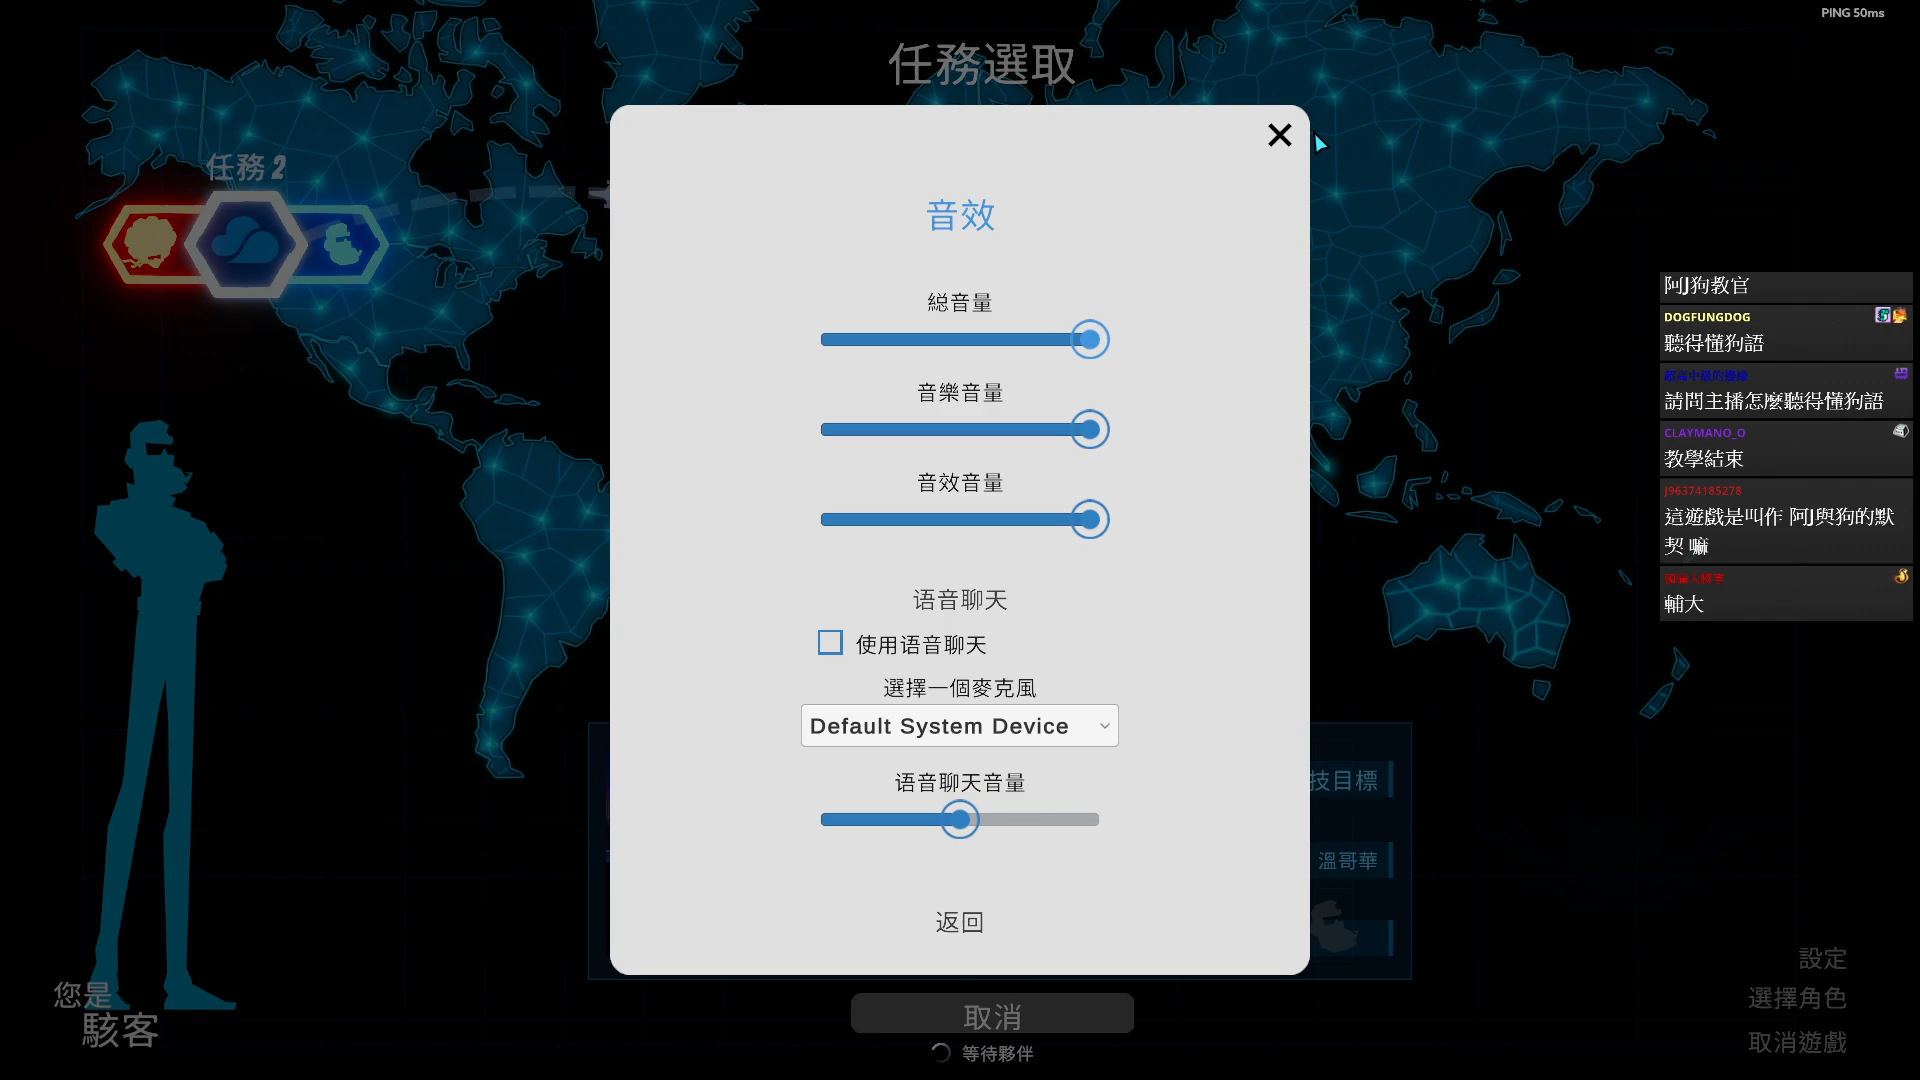 PING 50ms
任務選取
任務 2
音效
総音量
音樂音量
音效音量
语音聊天
使用语音聊天
選擇一個麥克風
Default System Device
语音聊天音量
返回
技目標
溫哥華
阿J狗教官
DOGFUNGDOG
聽得懂狗語
請問主播怎麼聽得懂狗語
CLAYMANO_O
教學結束
J96374185278
這遊戲是叫作 阿J與狗的默
契 嘛
輔大
您是
駭客
取消
等待夥伴
設定
選擇角色
取消遊戲